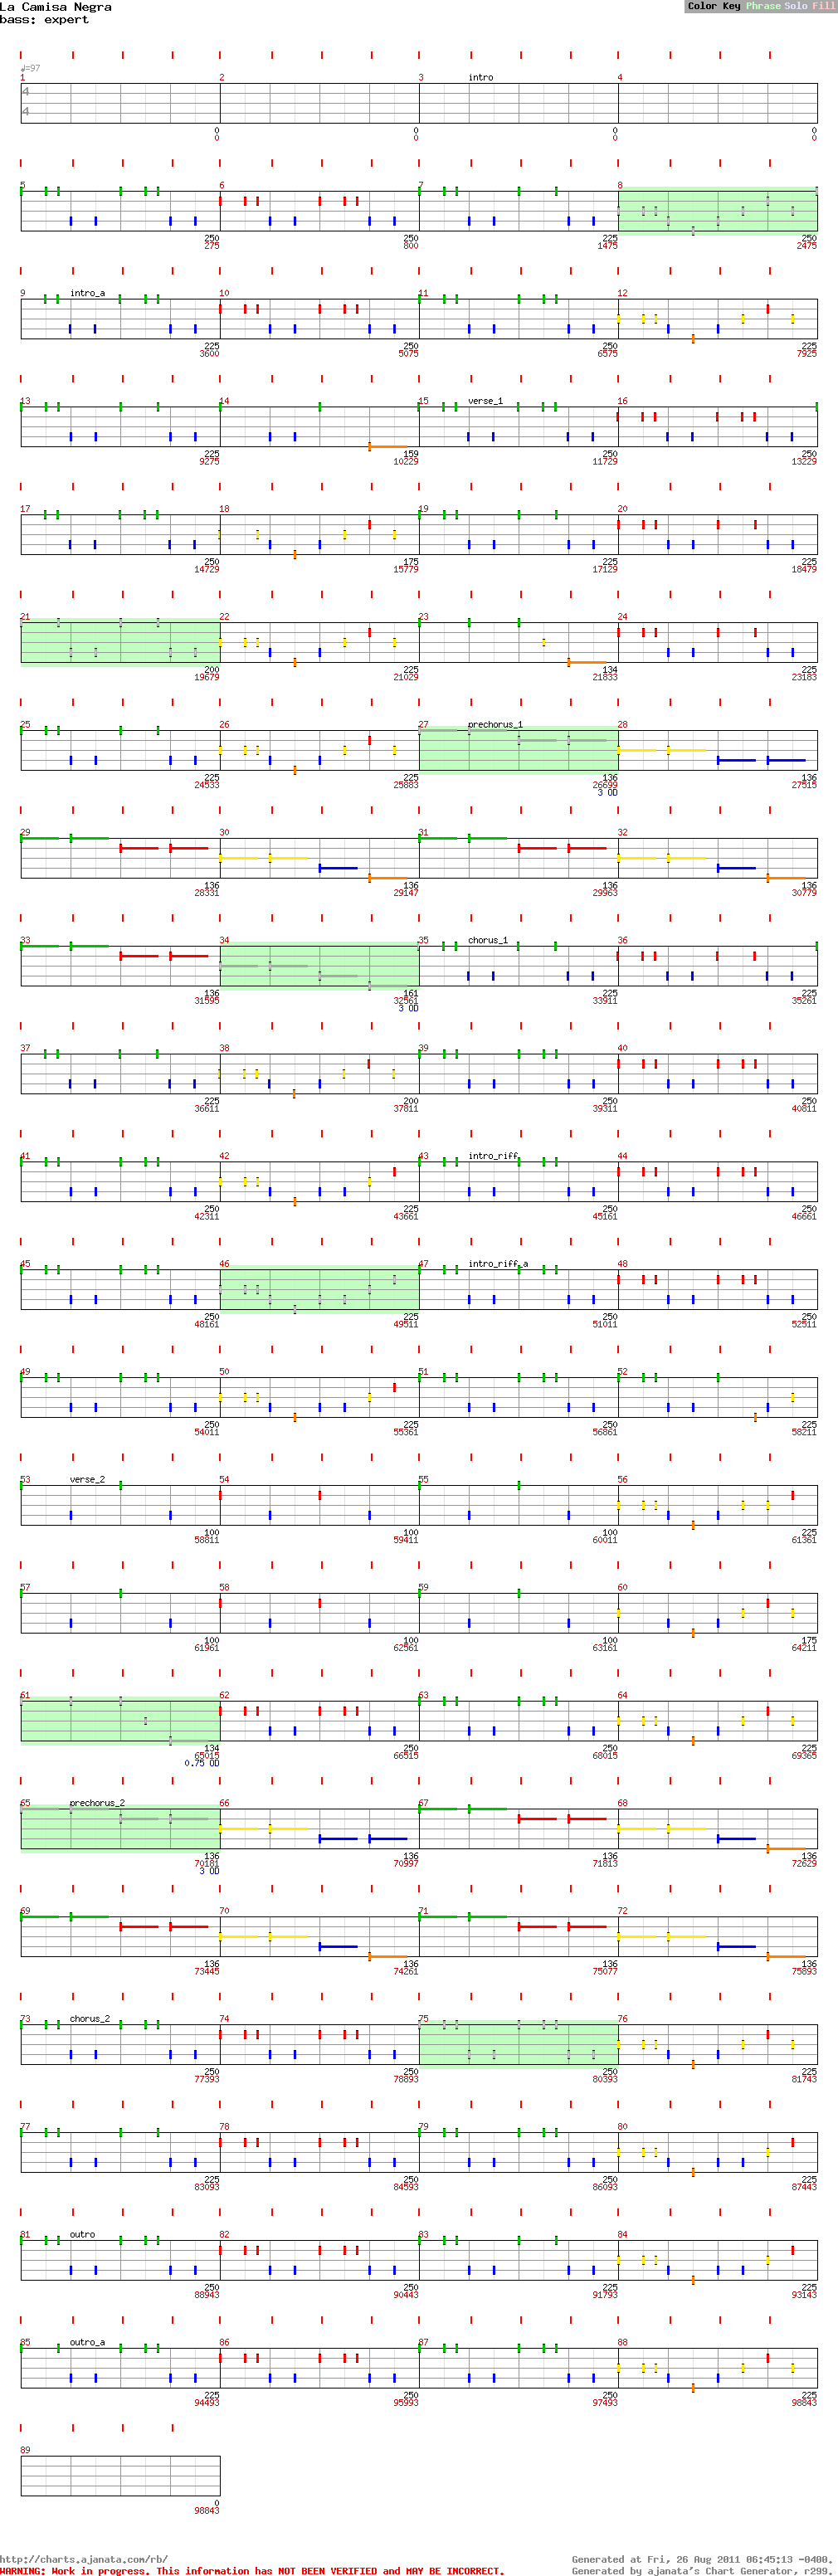 La Camisa Negra
bass: expert
Color Key Phrase Solo Fill
♩=97
1 2 3 intro 4
4
4
0 0 0 0
0 0 0 0
5 6 7 8
250 250 225 250
275 800 1475 2475
9 intro_a 10 11 12
225 250 250 225
3600 5075 6575 7925
13 14 15 verse_1 16
225 159 250 250
9275 10229 11729 13229
17 18 19 20
250 175 225 225
14729 15779 17129 18479
21 22 23 24
200 225 134 225
19679 21029 21833 23183
25 26 27 prechorus_1 28
225 225 136 136
24533 25883 26699 27515
3 OD
29 30 31 32
136 136 136 136
28331 29147 29963 30779
33 34 35 chorus_1 36
136 161 225 225
31595 32561 33911 35261
3 OD
37 38 39 40
225 200 250 250
36611 37811 39311 40811
41 42 43 intro_riff 44
250 225 250 250
42311 43661 45161 46661
45 46 47 intro_riff_a 48
250 225 250 250
48161 49511 51011 52511
49 50 51 52
250 225 250 225
54011 55361 56861 58211
53 verse_2 54 55 56
100 100 100 225
58811 59411 60011 61361
57 58 59 60
100 100 100 175
61961 62561 63161 64211
61 62 63 64
134 250 250 225
65015 66515 68015 69365
0.75 OD
65 prechorus_2 66 67 68
136 136 136 136
70181 70997 71813 72629
3 OD
69 70 71 72
136 136 136 136
73445 74261 75077 75893
73 chorus_2 74 75 76
250 250 250 225
77393 78893 80393 81743
77 78 79 80
225 250 250 225
83093 84593 86093 87443
81 outro 82 83 84
250 250 225 225
88943 90443 91793 93143
85 outro_a 86 87 88
225 250 250 225
94493 95993 97493 98843
89
0
98843
http://charts.ajanata.com/rb/
Generated at Fri, 26 Aug 2011 06:45:13 -0400.
WARNING: Work in progress. This information has NOT BEEN VERIFIED and MAY BE INCORRECT.
Generated by ajanata's Chart Generator, r299.